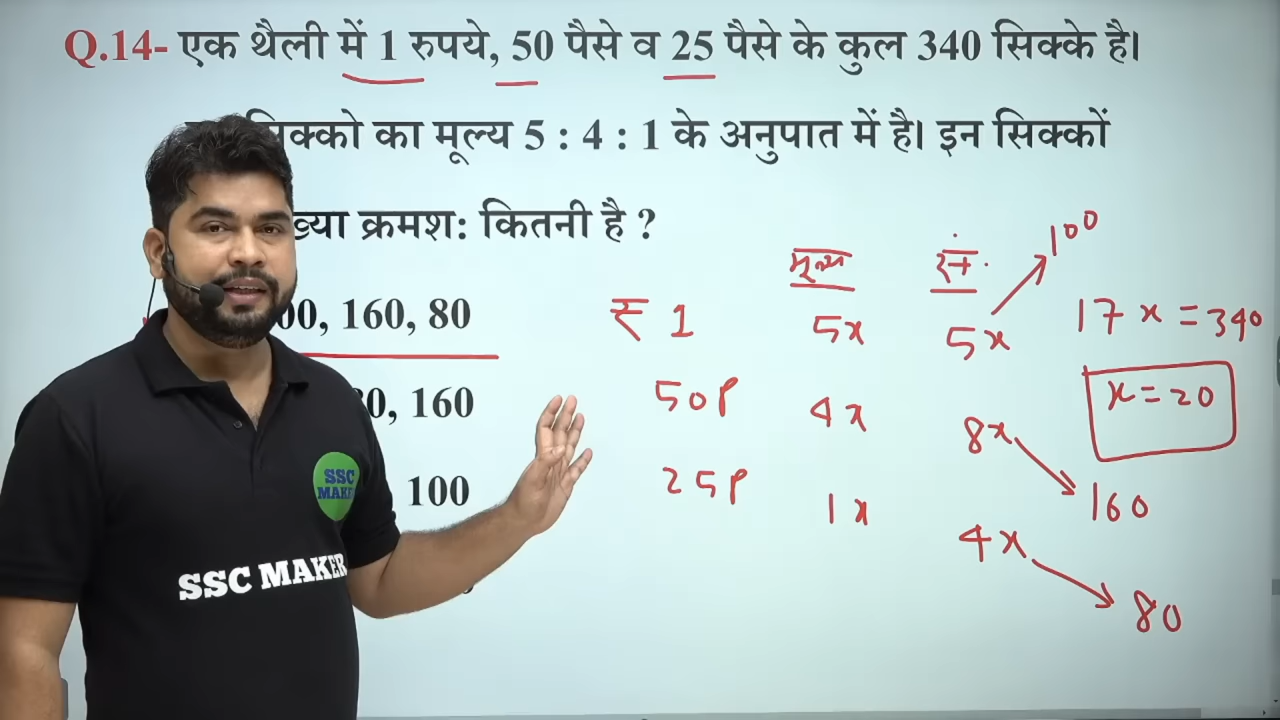 Q.14- एक थैली में 1 रुपये, 50 पैसे व 25 पैसे के कुल 340 सिक्के है।
सिक्को का मूल्य 5 : 4 : 1 के अनुपात में है। इन सिक्कों
क्रमश: कितनी है ?
00, 160, 80
0, 160
100
मूल्य सं.
₹ 1 5x 5x 100 17x = 340
50P 4x 8x 160 x = 20
25P 1x 4x 80
SSC MAKER
SSC MAKER